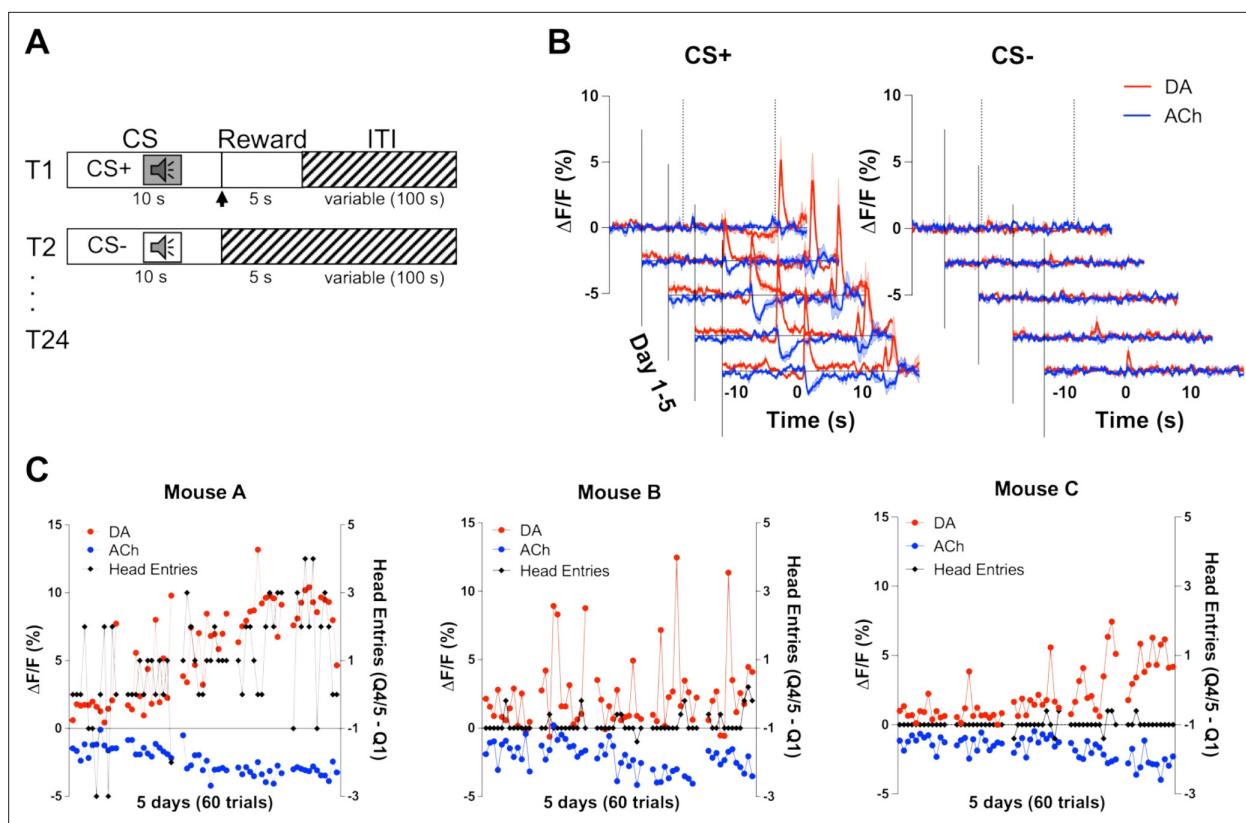 A
CS Reward ITI
T1 CS+
10 s 5 s variable (100 s)
T2 CS-
10 s 5 s variable (100 s)
T24
B
CS+ CS-
DA
ACh
10
5
0
-5
ΔF/F (%)
Day 1-5
-10 0 10
Time (s)
10
5
0
-5
ΔF/F (%)
-10 0 10
Time (s)
C
Mouse A
DA
ACh
Head Entries
15
10
5
0
-5
ΔF/F (%)
5
3
1
-1
-3
Head Entries (Q4/5 - Q1)
5 days (60 trials)
Mouse B
DA
ACh
Head Entries
15
10
5
0
-5
ΔF/F (%)
5
3
1
-1
-3
Head Entries (Q4/5 - Q1)
5 days (60 trials)
Mouse C
DA
ACh
Head Entries
15
10
5
0
-5
ΔF/F (%)
5
3
1
-1
-3
Head Entries (Q4/5 - Q1)
5 days (60 trials)